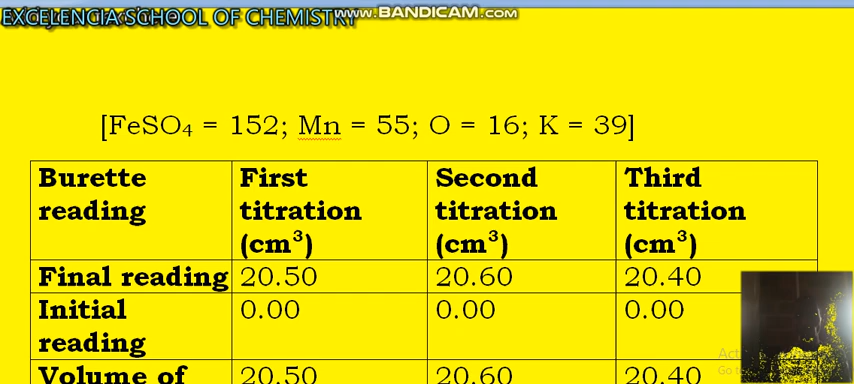 EXCELENCIA SCHOOL OF CHEMISTRY
www.BANDICAM.com
[FeSO₄ = 152; Mn = 55; O = 16; K = 39]
Burette reading First titration (cm³) Second titration (cm³) Third titration (cm³)
Final reading 20.50 20.60 20.40
Initial reading 0.00 0.00 0.00
Volume of 20.50 20.60 20.40